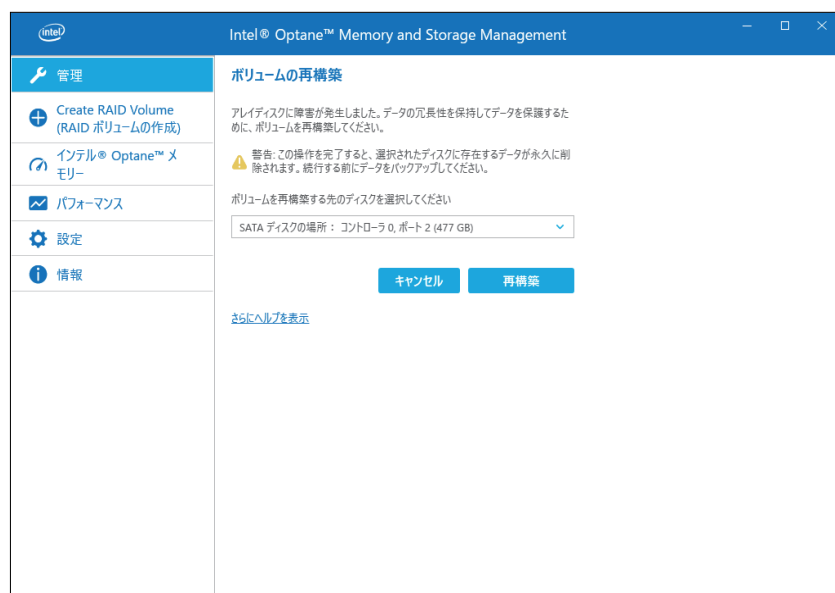 intel
Intel® Optane™ Memory and Storage Management
管理
Create RAID Volume
(RAID ボリュームの作成)
インテル® Optane™ メ
モリー
パフォーマンス
設定
情報
ボリュームの再構築
アレイディスクに障害が発生しました。データの冗長性を保持してデータを保護するた
めに、ボリュームを再構築してください。
警告: この操作を完了すると、選択されたディスクに存在するデータが永久に削
除されます。続行する前にデータをバックアップしてください。
ボリュームを再構築する先のディスクを選択してください
SATA ディスクの場所： コントローラ 0, ポート 2 (477 GB)
キャンセル
再構築
さらにヘルプを表示